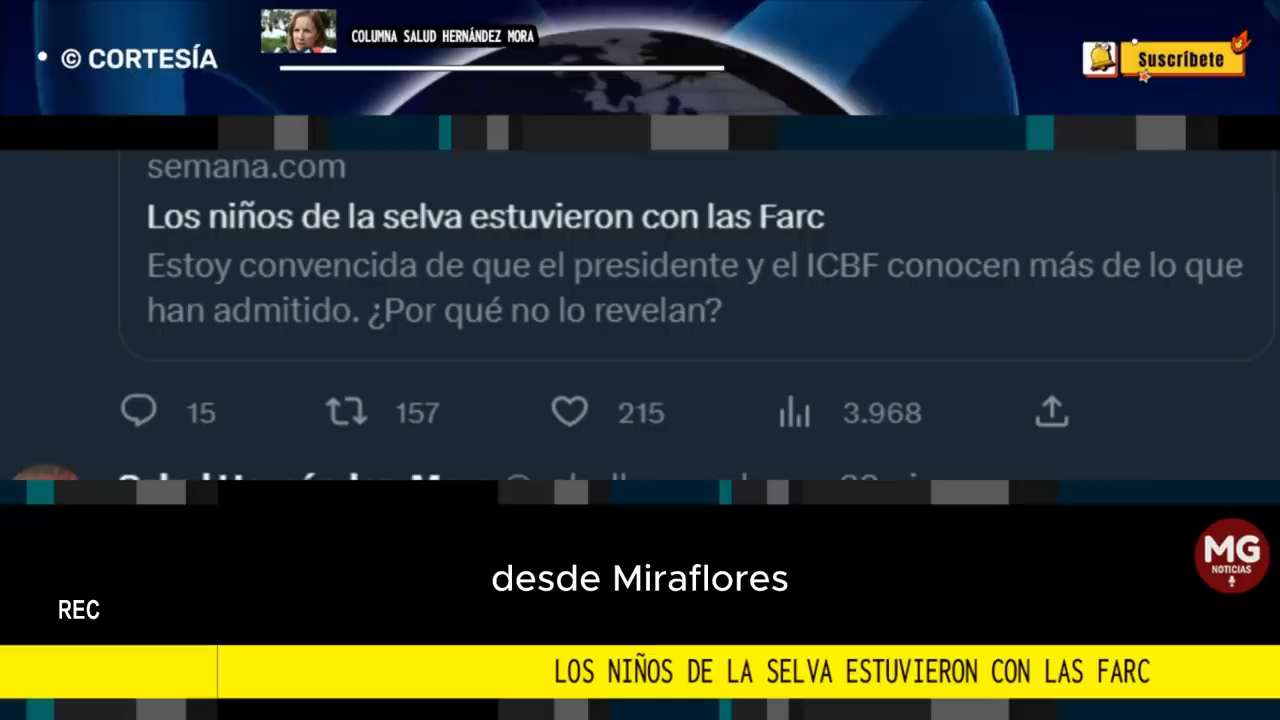 • © CORTESÍA
COLUMNA SALUD HERNÁNDEZ MORA
Suscríbete
semana.com
Los niños de la selva estuvieron con las Farc
Estoy convencida de que el presidente y el ICBF conocen más de lo que
han admitido. ¿Por qué no lo revelan?
15 157 215 3.968
desde Miraflores
MG
NOTICIAS
REC
LOS NIÑOS DE LA SELVA ESTUVIERON CON LAS FARC